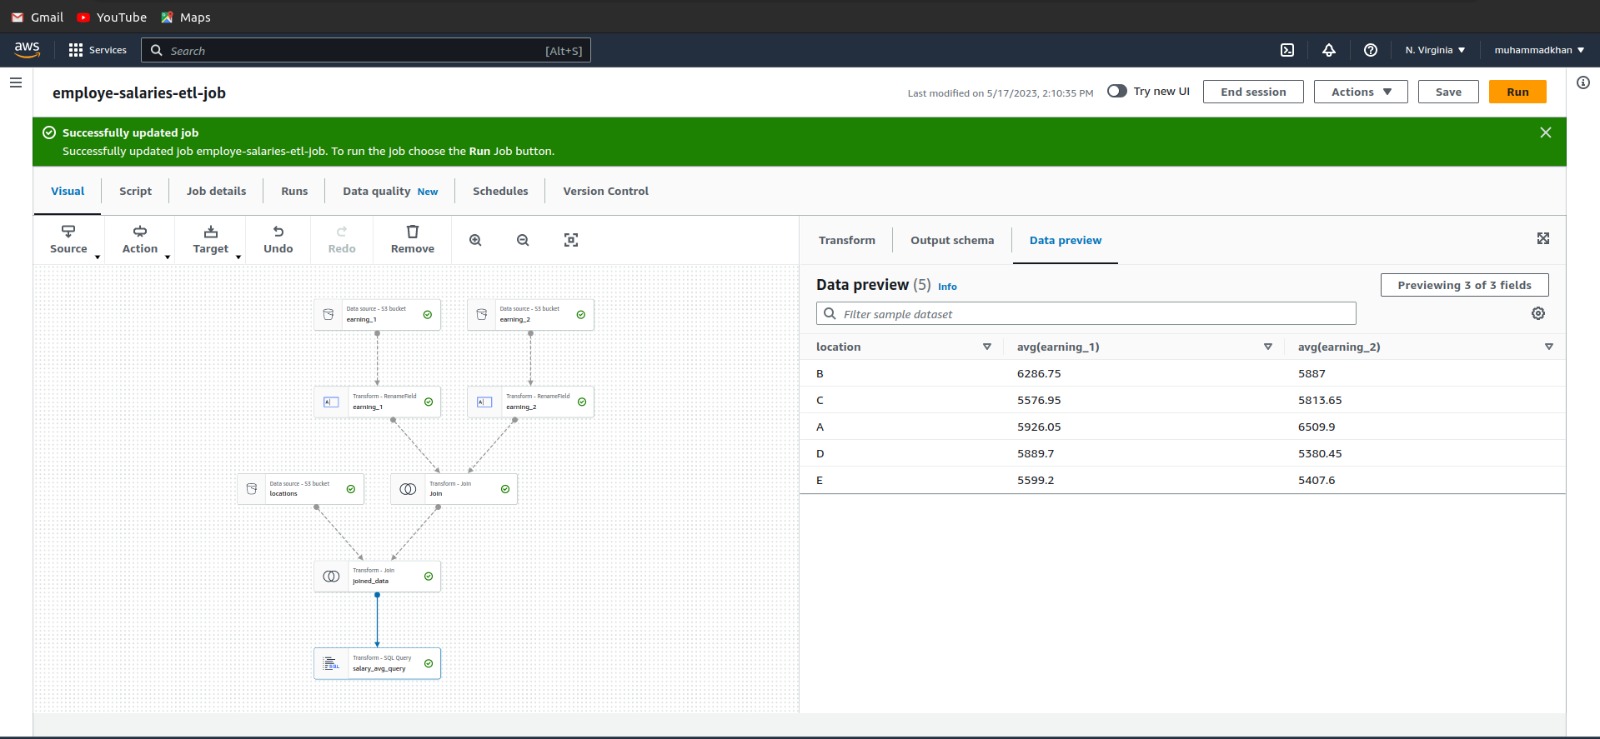 Gmail YouTube Maps
aws Services Search [Alt+S] N. Virginia muhammadkhan
employe-salaries-etl-job Last modified on 5/17/2023, 2:10:35 PM Try new UI End session Actions Save Run
Successfully updated job
Successfully updated job employe-salaries-etl-job. To run the job choose the Run Job button.
Visual Script Job details Runs Data quality New Schedules Version Control
Source Action Target Undo Redo Remove
Transform Output schema Data preview
Data source - S3 bucket
earning_1
Data source - S3 bucket
earning_2
Transform - RenameField
earning_1
Transform - RenameField
earning_2
Data source - S3 bucket
locations
Transform - Join
Join
Transform - Join
joined_data
SQL
Transform - SQL Query
salary_avg_query
Data preview (5) Info Previewing 3 of 3 fields
Filter sample dataset
location avg(earning_1) avg(earning_2)
B 6286.75 5887
C 5576.95 5813.65
A 5926.05 6509.9
D 5889.7 5380.45
E 5599.2 5407.6